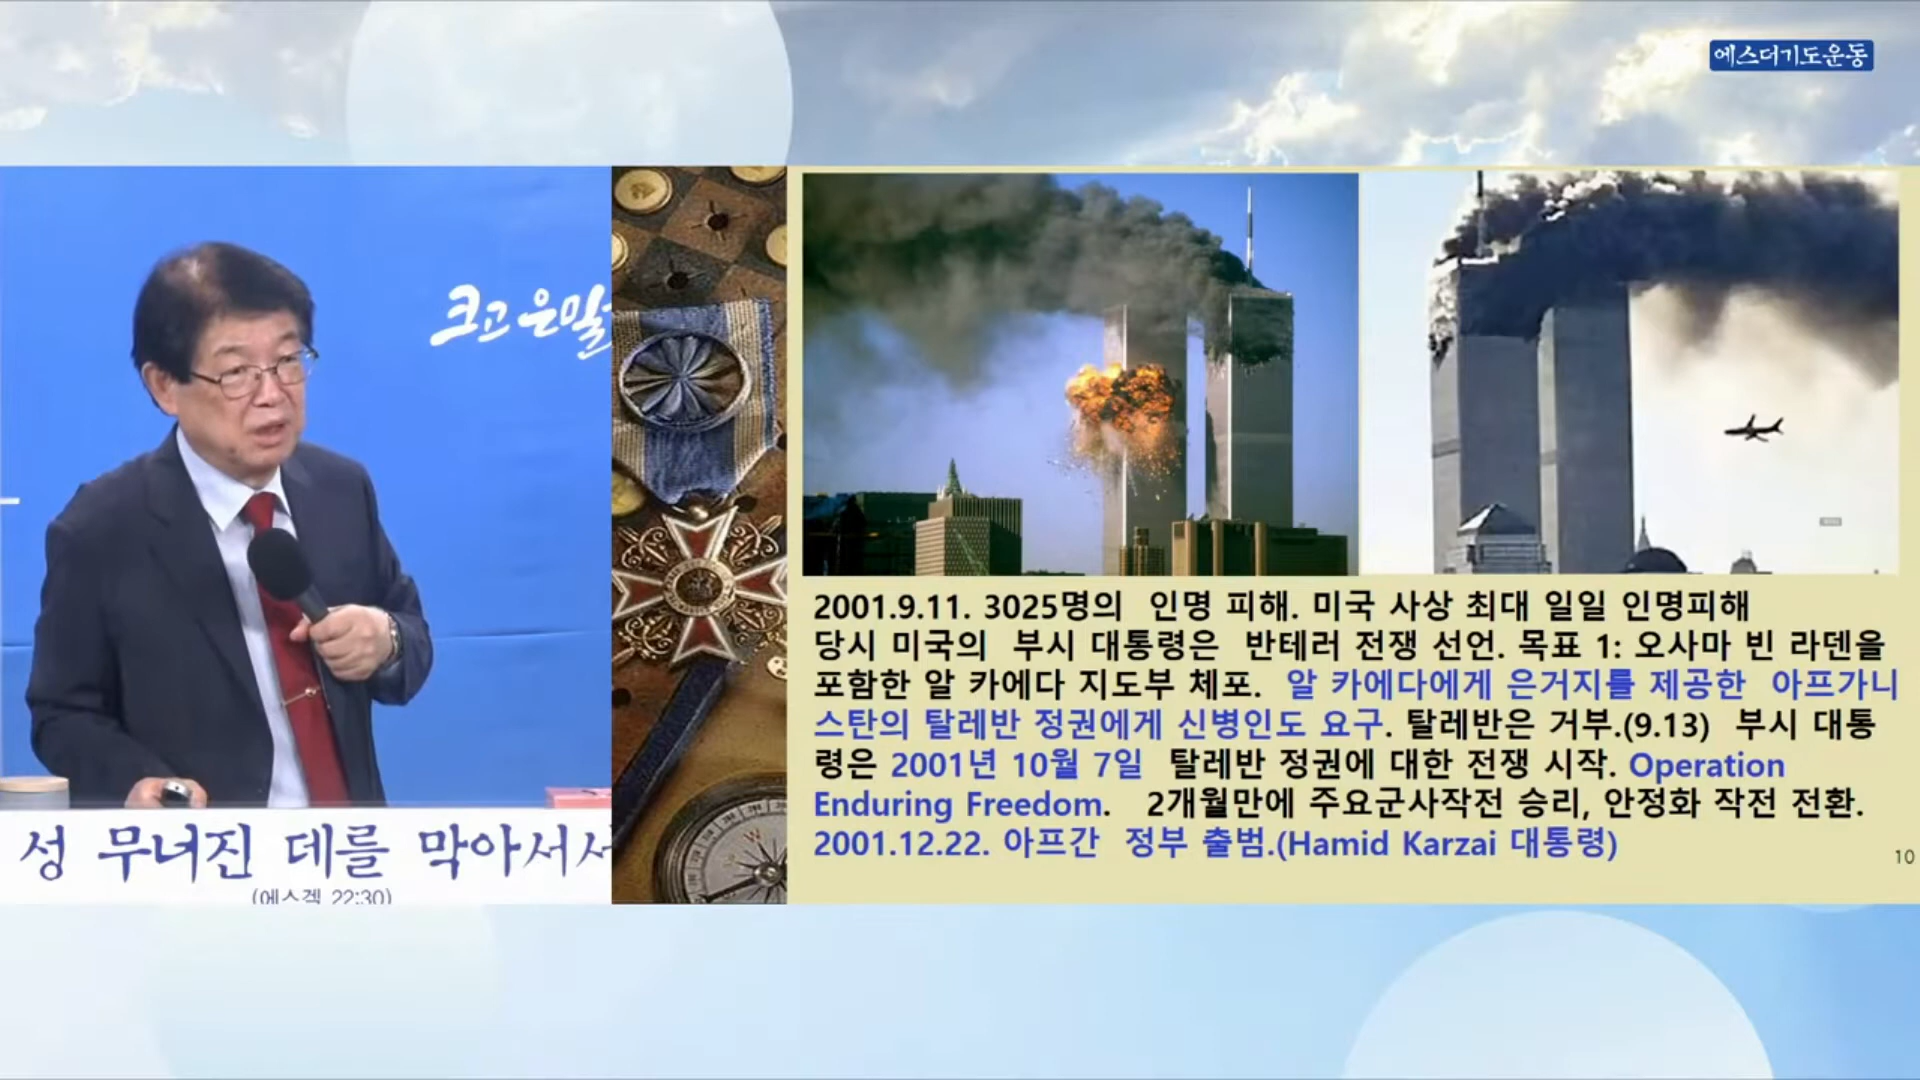 에스더기도운동
크고 은밀
성 무너진 데를 막아서서
(에스겔 22:30)
2001.9.11. 3025명의 인명 피해. 미국 사상 최대 일일 인명피해
당시 미국의 부시 대통령은 반테러 전쟁 선언. 목표 1: 오사마 빈 라덴을
포함한 알 카에다 지도부 체포. 알 카에다에게 은거지를 제공한 아프가니
스탄의 탈레반 정권에게 신병인도 요구. 탈레반은 거부.(9.13) 부시 대통
령은 2001년 10월 7일 탈레반 정권에 대한 전쟁 시작. Operation
Enduring Freedom. 2개월만에 주요군사작전 승리, 안정화 작전 전환.
2001.12.22. 아프간 정부 출범.(Hamid Karzai 대통령)
10